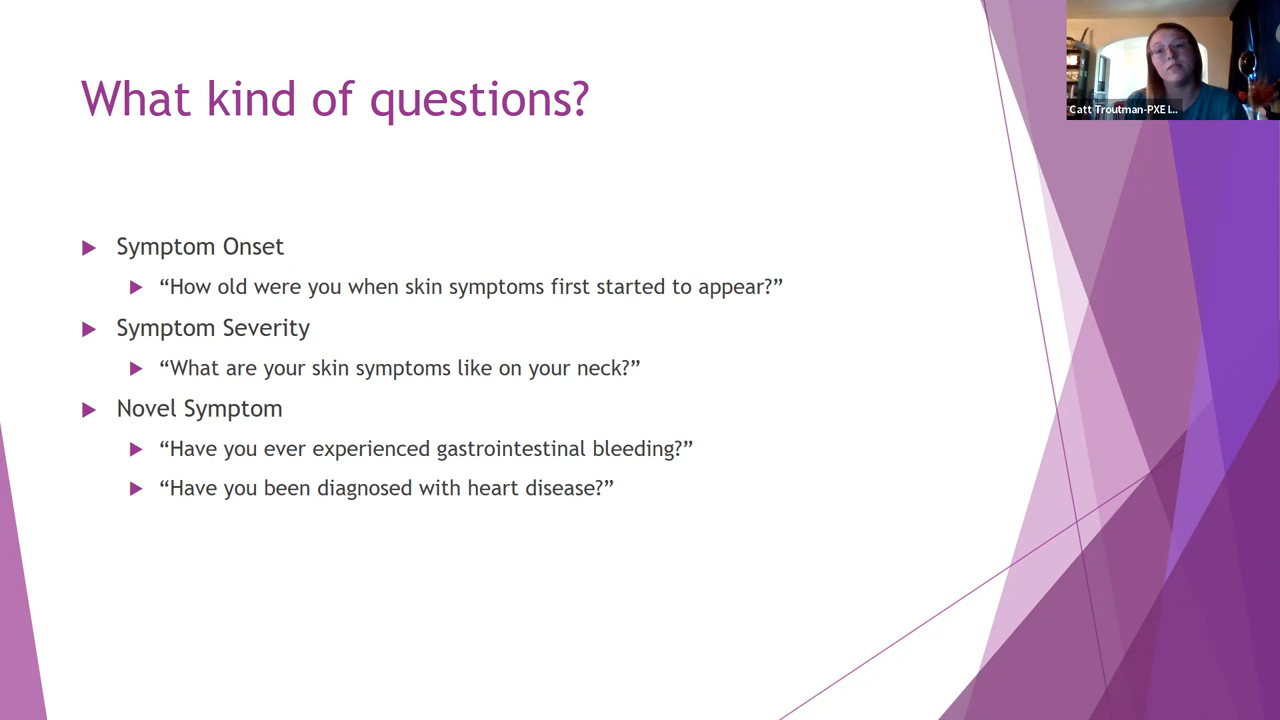 What kind of questions?
Catt Troutman-PXE I...
Symptom Onset
“How old were you when skin symptoms first started to appear?”
Symptom Severity
“What are your skin symptoms like on your neck?”
Novel Symptom
“Have you ever experienced gastrointestinal bleeding?”
“Have you been diagnosed with heart disease?”